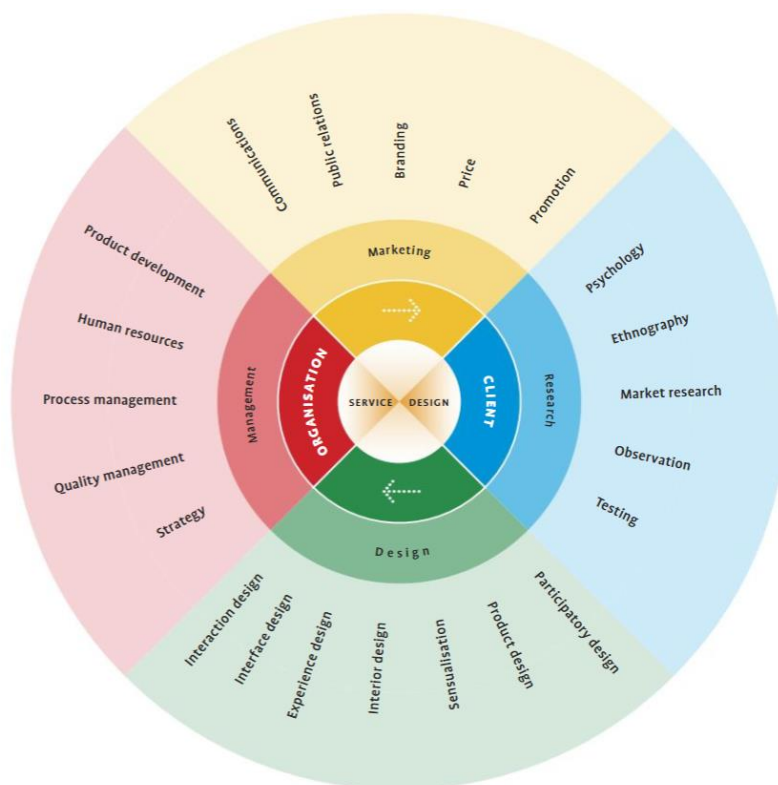 Communications
Public relations
Branding
Price
Promotion
Marketing
Psychology
Ethnography
Market research
Observation
Testing
Research
CLIENT
Product development
Human resources
Process management
Quality management
Strategy
Management
ORGANISATION
SERVICE DESIGN
Design
Interaction design
Interface design
Experience design
Interior design
Sensualisation
Product design
Participatory design